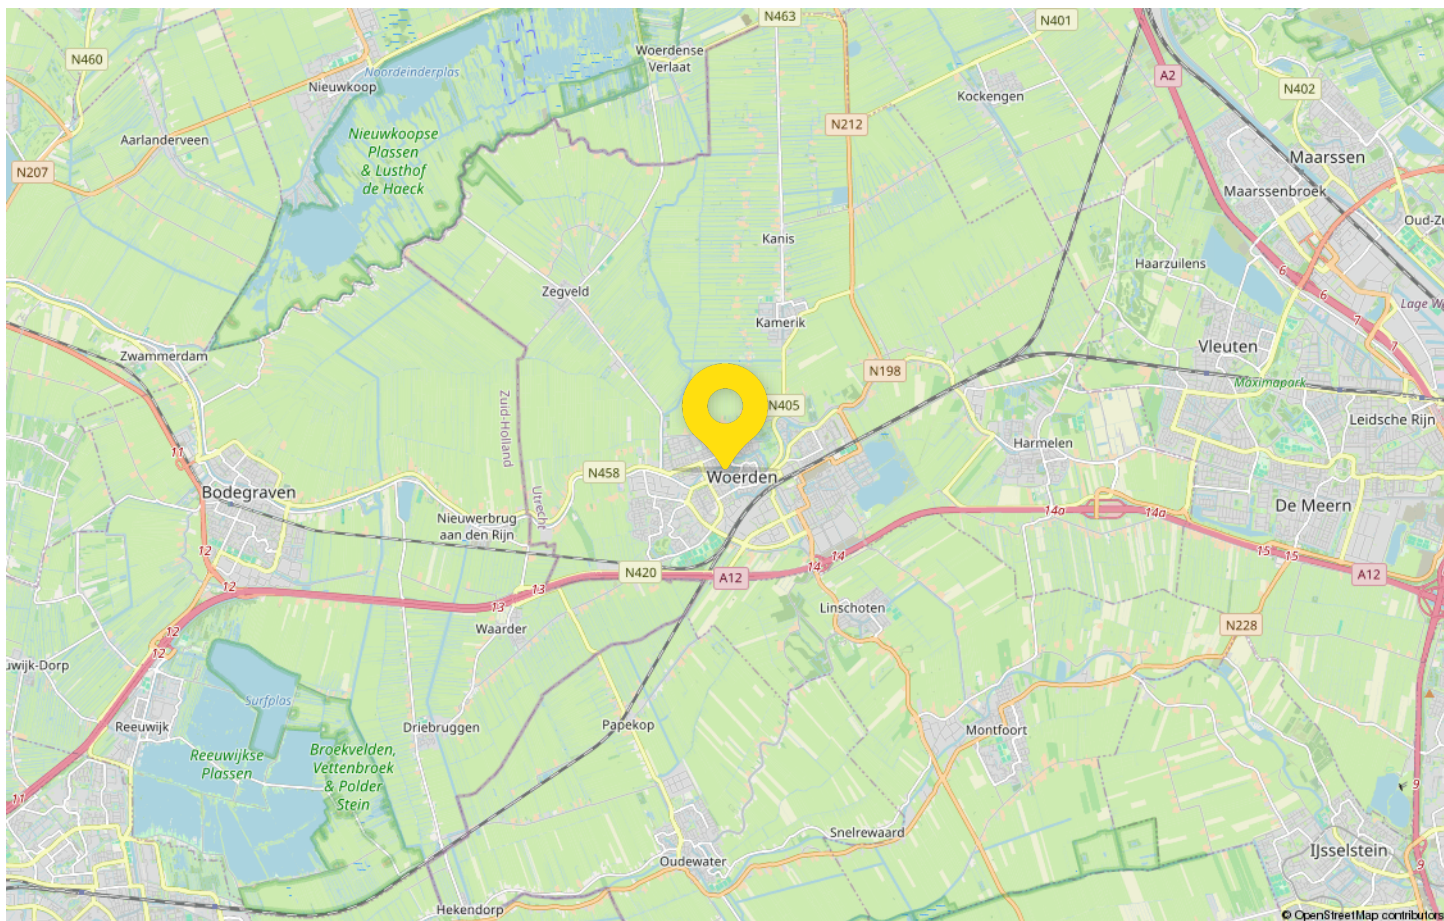 N463
N401
N460
Woerdense
Verlaat
Noordeinderplas
A2
Nieuwkoop
N402
Kockengen
N212
Aarlanderveen
Nieuwkoopse
Plassen
& Lusthof
de Haeck
Maarssen
N207
Maarssenbroek
Oud-Zu
Kanis
Haarzuilens
6
Zegveld
6
Lage W
Kamerik
7
7
Zwammerdam
Vleuten
N198
Maximapark
Zuid-Holland
N405
Leidsche Rijn
Harmelen
11
N458
Woerden
Bodegraven
Utrecht
De Meern
14a
14a
Nieuwerbrug
aan den Rijn
12
14
15
15
14
N420
A12
A12
12
13
13
Linschoten
Waarder
N228
12
12
uwijk-Dorp
Surfplas
Reeuwijk
Driebruggen
Papekop
Montfoort
Reeuwijkse
Plassen
Broekvelden,
Vettenbroek
& Polder
Stein
9
11
Snelrewaard
Oudewater
IJsselstein
9
Hekendorp
© OpenStreetMap contributors